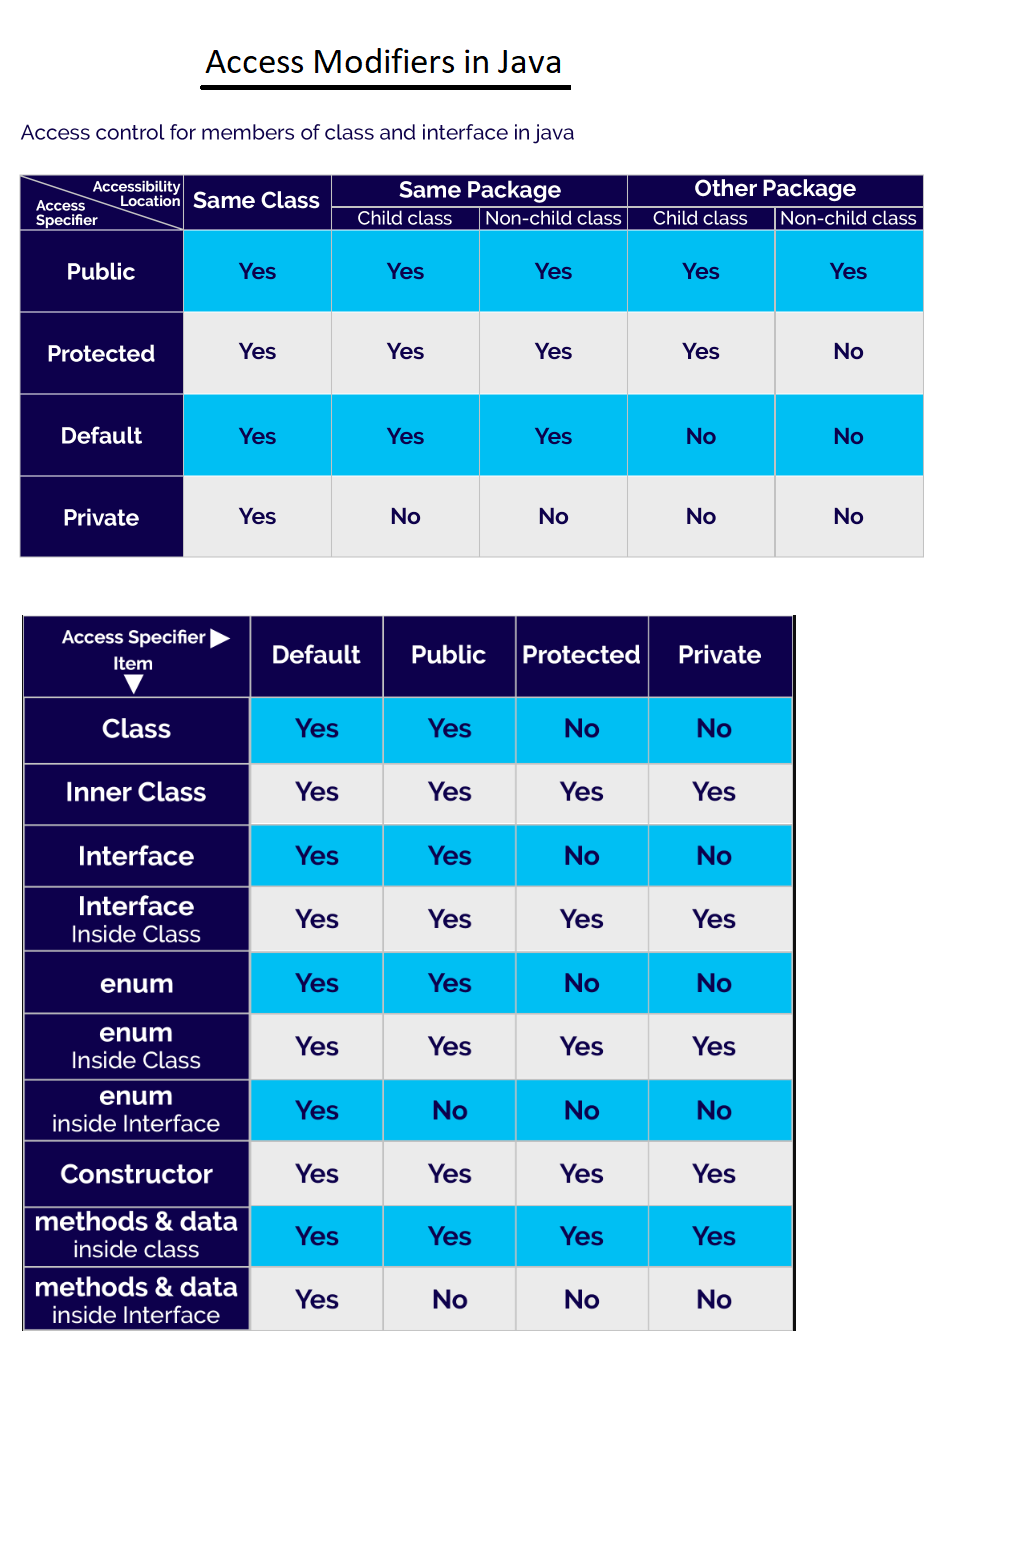 Access Modifiers in Java
Access control for members of class and interface in java
Accessibility
Location
Access
Specifier
Same Class
Same Package
Other Package
Child class
Non-child class
Child class
Non-child class
Public Yes Yes Yes Yes Yes
Protected Yes Yes Yes Yes No
Default Yes Yes Yes No No
Private Yes No No No No
Access Specifier
Item
Default Public Protected Private
Class Yes Yes No No
Inner Class Yes Yes Yes Yes
Interface Yes Yes No No
Interface
Inside Class
Yes Yes Yes Yes
enum Yes Yes No No
enum
Inside Class
Yes Yes Yes Yes
enum
inside Interface
Yes No No No
Constructor Yes Yes Yes Yes
methods & data
inside class
Yes Yes Yes Yes
methods & data
inside Interface
Yes No No No